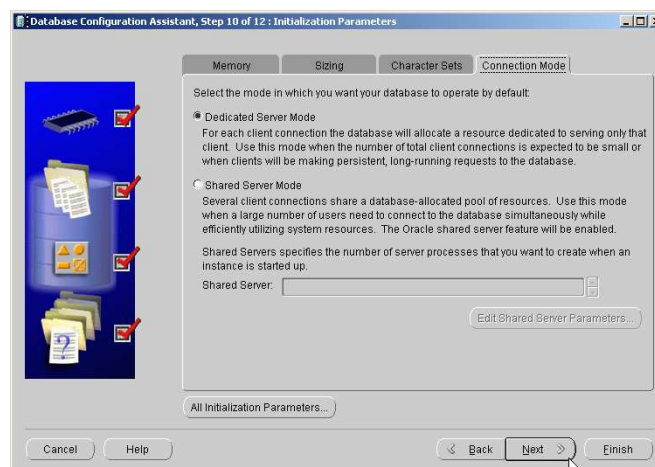 Database Configuration Assistant, Step 10 of 12 : Initialization Parameters
Memory
Sizing
Character Sets
Connection Mode
Select the mode in which you want your database to operate by default:
Dedicated Server Mode
For each client connection the database will allocate a resource dedicated to serving only that
client. Use this mode when the number of total client connections is expected to be small or
when clients will be making persistent, long-running requests to the database.
Shared Server Mode
Several client connections share a database-allocated pool of resources. Use this mode
when a large number of users need to connect to the database simultaneously while
efficiently utilizing system resources. The Oracle shared server feature will be enabled.
Shared Servers specifies the number of server processes that you want to create when an
instance is started up.
Shared Server:
Edit Shared Server Parameters...
?
All Initialization Parameters...
Cancel
Help
Back
Next
Finish